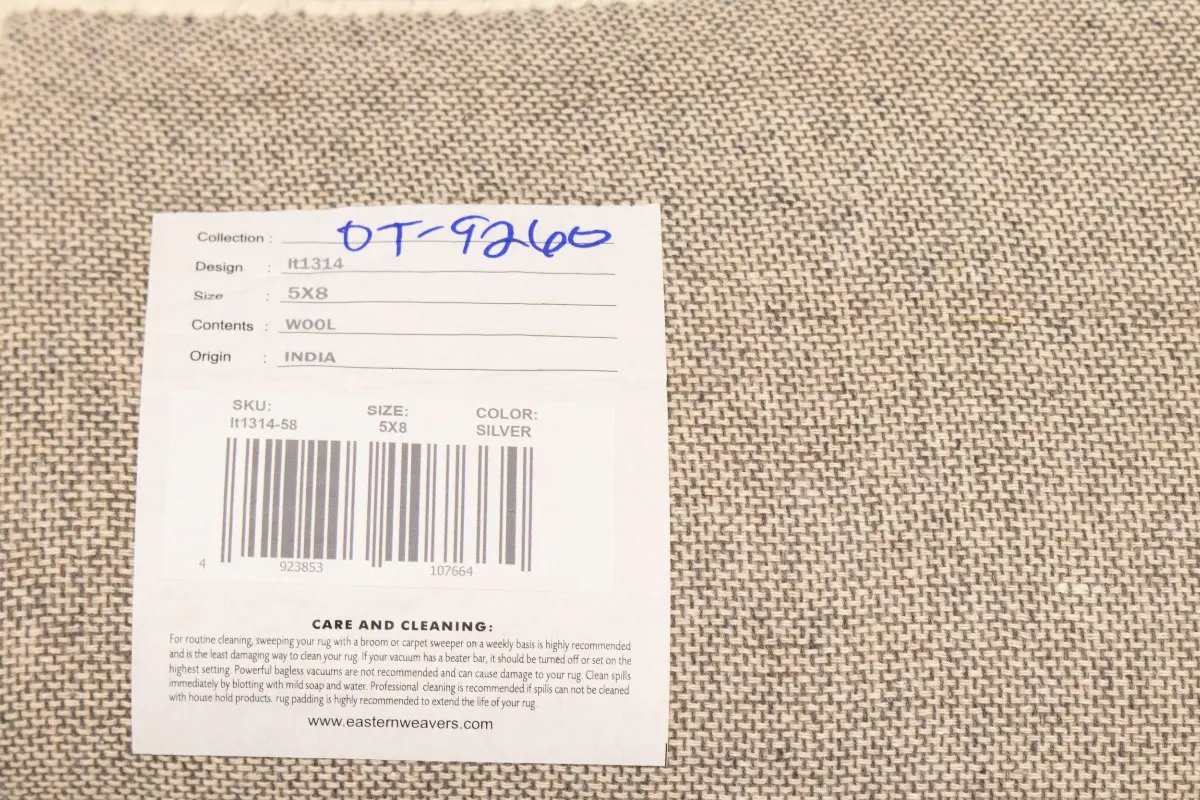 Collection : OT-9260
Design : lt1314
Size : 5X8
Contents : WOOL
Origin : INDIA
SKU: SIZE: COLOR:
lt1314-58 5X8 SILVER
4 923853 107664
CARE AND CLEANING:
For routine cleaning, sweeping your rug with a broom or carpet sweeper on a weekly basis is highly recommended
and is the least damaging way to clean your rug. If your vacuum has a beater bar, it should be turned off or set on the
highest setting. Powerful bagless vacuums are not recommended and can cause damage to your rug. Clean spills
immediately by blotting with mild soap and water. Professional cleaning is recommended if spills can not be cleaned
with house hold products. rug padding is highly recommended to extend the life of your rug.
www.easternweavers.com